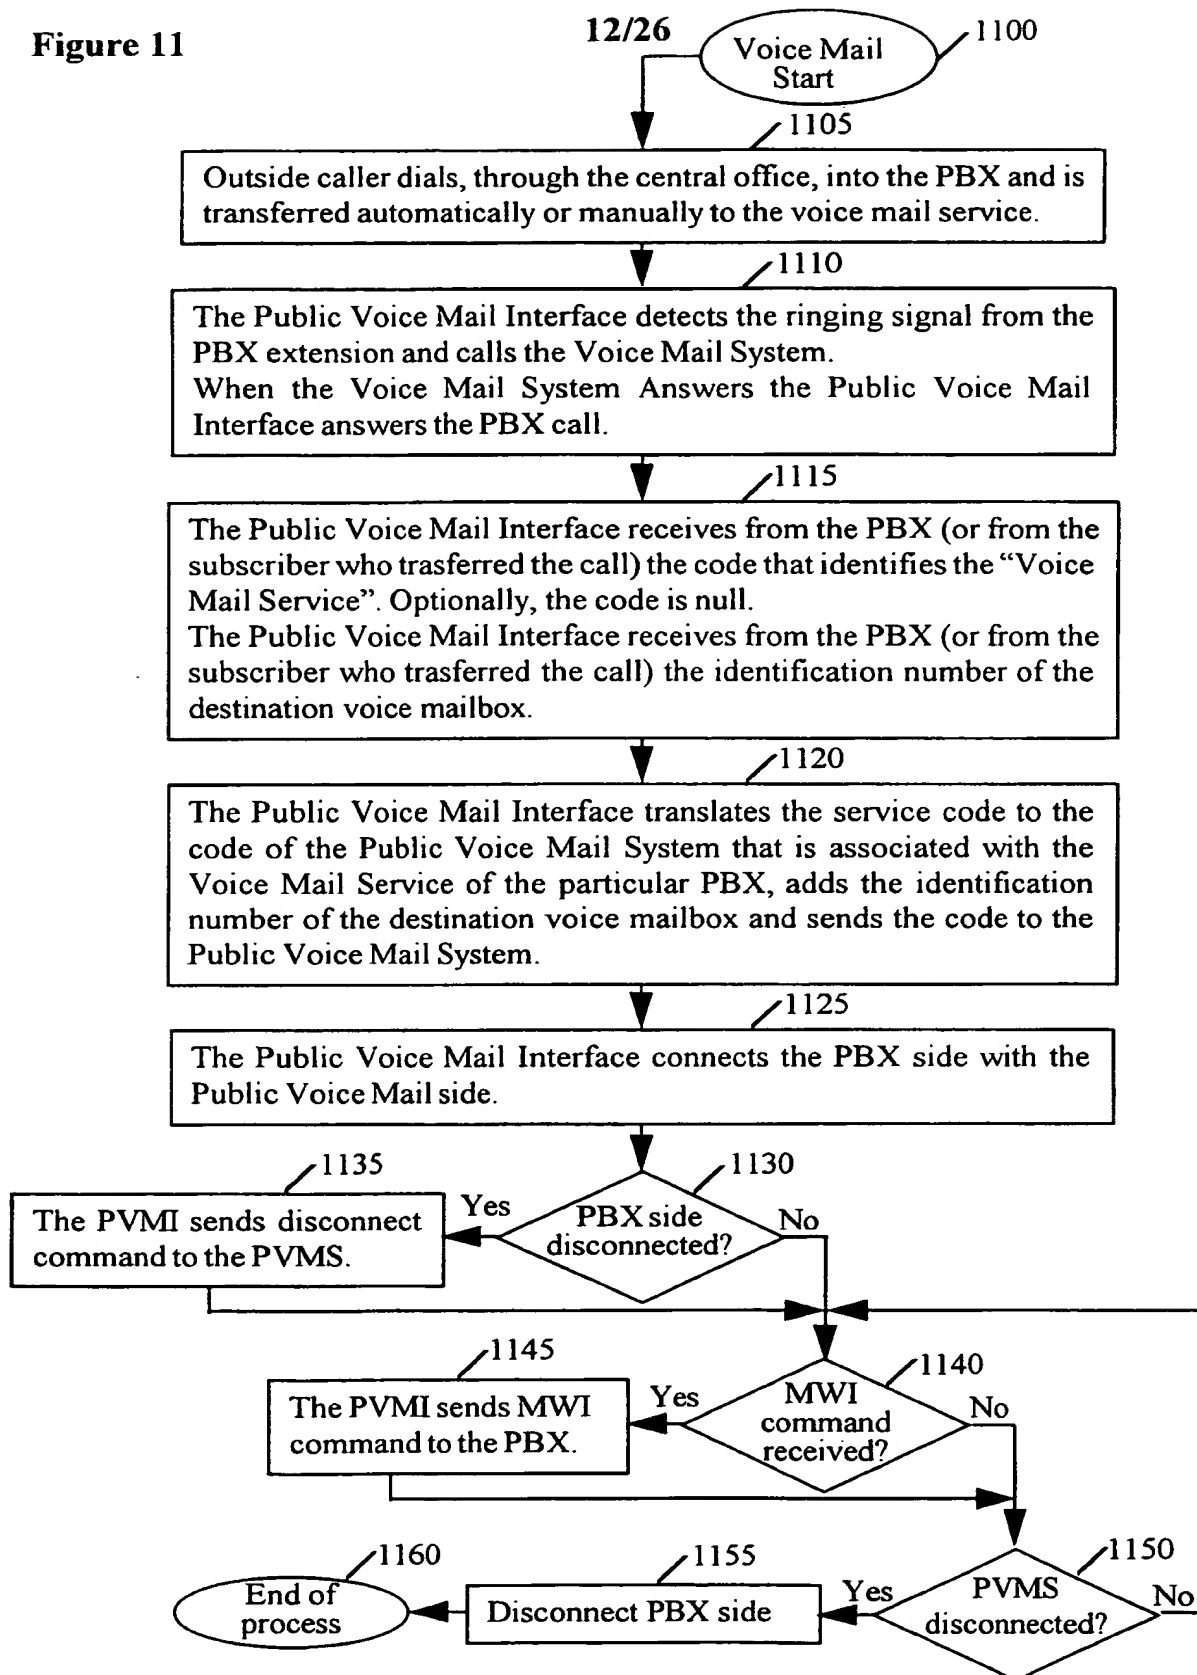 Figure 11
12/26
1100
Voice Mail
Start
1105
Outside caller dials, through the central office, into the PBX and is
transferred automatically or manually to the voice mail service.
1110
The Public Voice Mail Interface detects the ringing signal from the
PBX extension and calls the Voice Mail System.
When the Voice Mail System Answers the Public Voice Mail
Interface answers the PBX call.
1115
The Public Voice Mail Interface receives from the PBX (or from the
subscriber who trasferred the call) the code that identifies the “Voice
Mail Service”. Optionally, the code is null.
The Public Voice Mail Interface receives from the PBX (or from the
subscriber who trasferred the call) the identification number of the
destination voice mailbox.
1120
The Public Voice Mail Interface translates the service code to the
code of the Public Voice Mail System that is associated with the
Voice Mail Service of the particular PBX, adds the identification
number of the destination voice mailbox and sends the code to the
Public Voice Mail System.
1125
The Public Voice Mail Interface connects the PBX side with the
Public Voice Mail side.
1135
1130
The PVMI sends disconnect
command to the PVMS.
Yes
PBX side
disconnected?
No
1145
1140
The PVMI sends MWI
command to the PBX.
Yes
MWI
command
received?
No
1160
1155
1150
End of
process
Disconnect PBX side
Yes
PVMS
disconnected?
No